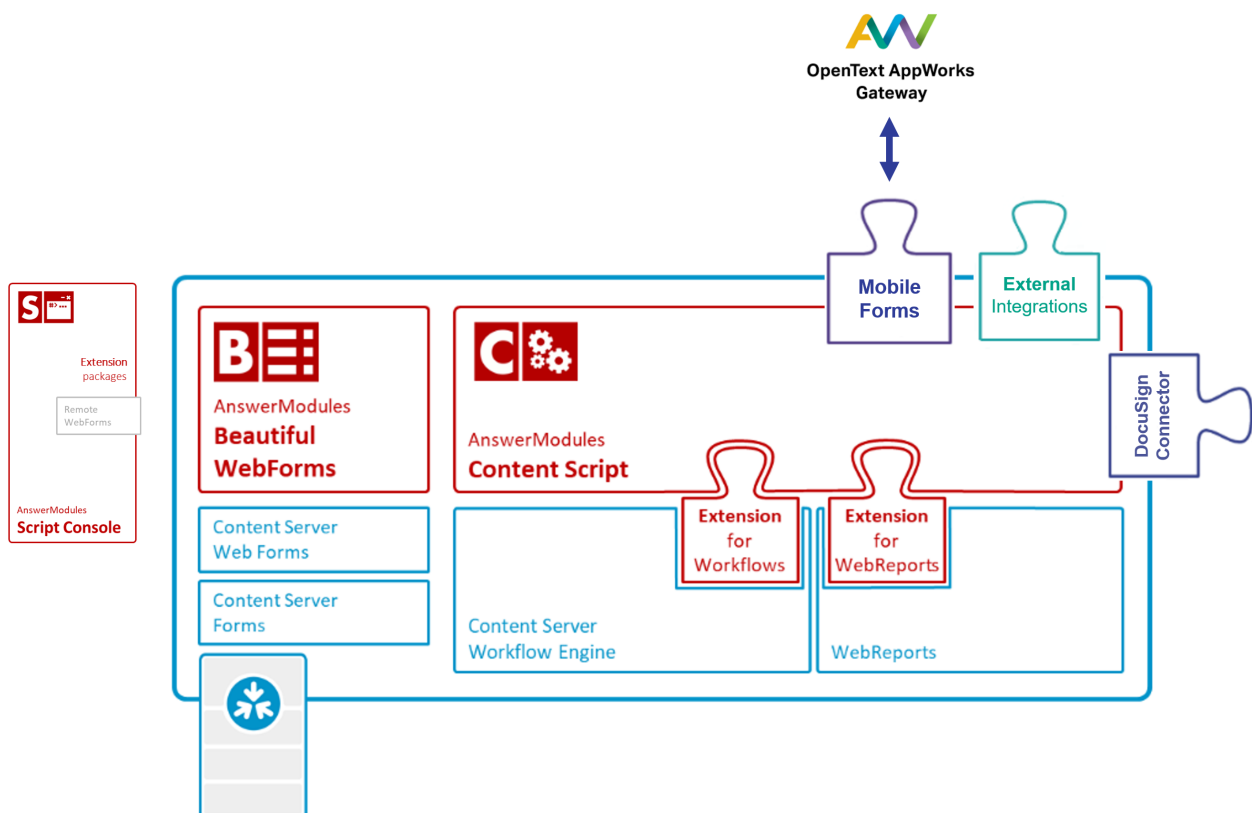 OpenText AppWorks
Gateway
Mobile
Forms
External
Integrations
DocuSign
Connector
S
#!>...
Extension
packages
Remote
WebForms
AnswerModules
Script Console
B
AnswerModules
Beautiful
WebForms
C
AnswerModules
Content Script
Extension
for
Workflows
Extension
for
WebReports
Content Server
Web Forms
Content Server
Forms
Content Server
Workflow Engine
WebReports